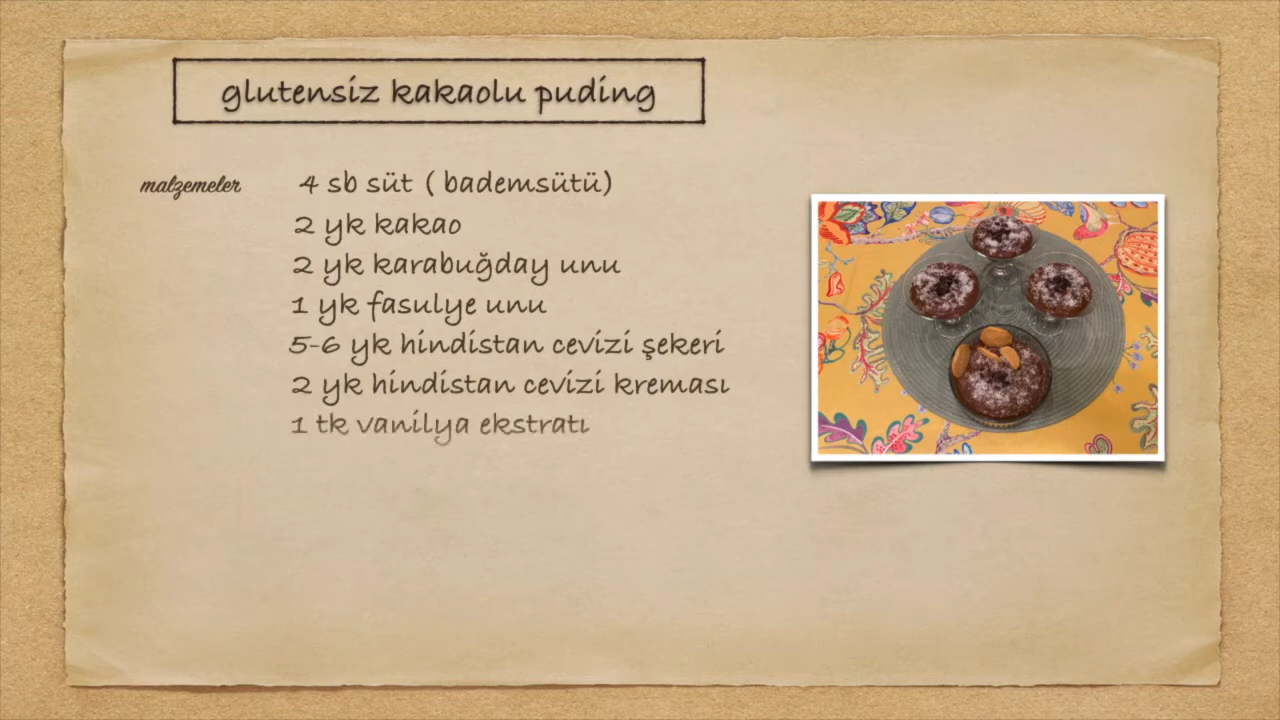 glutensiz kakaolu puding
malzemeler 4 sb süt ( bademsütü)
2 yk kakao
2 yk karabuğday unu
1 yk fasulye unu
5-6 yk hindistan cevizi şekeri
2 yk hindistan cevizi kreması
1 tk vanilya ekstratı